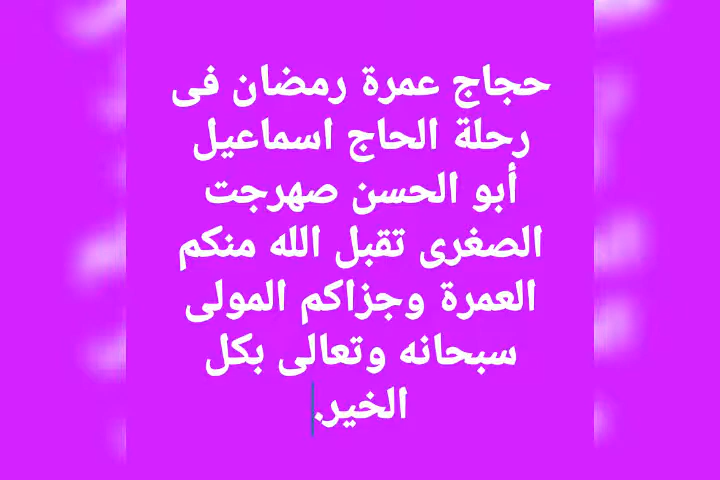 حجاج عمرة رمضان فى
رحلة الحاج اسماعيل
أبو الحسن صهرجت
الصغرى تقبل الله منكم
العمرة وجزاكم المولى
سبحانه وتعالى بكل
الخير.